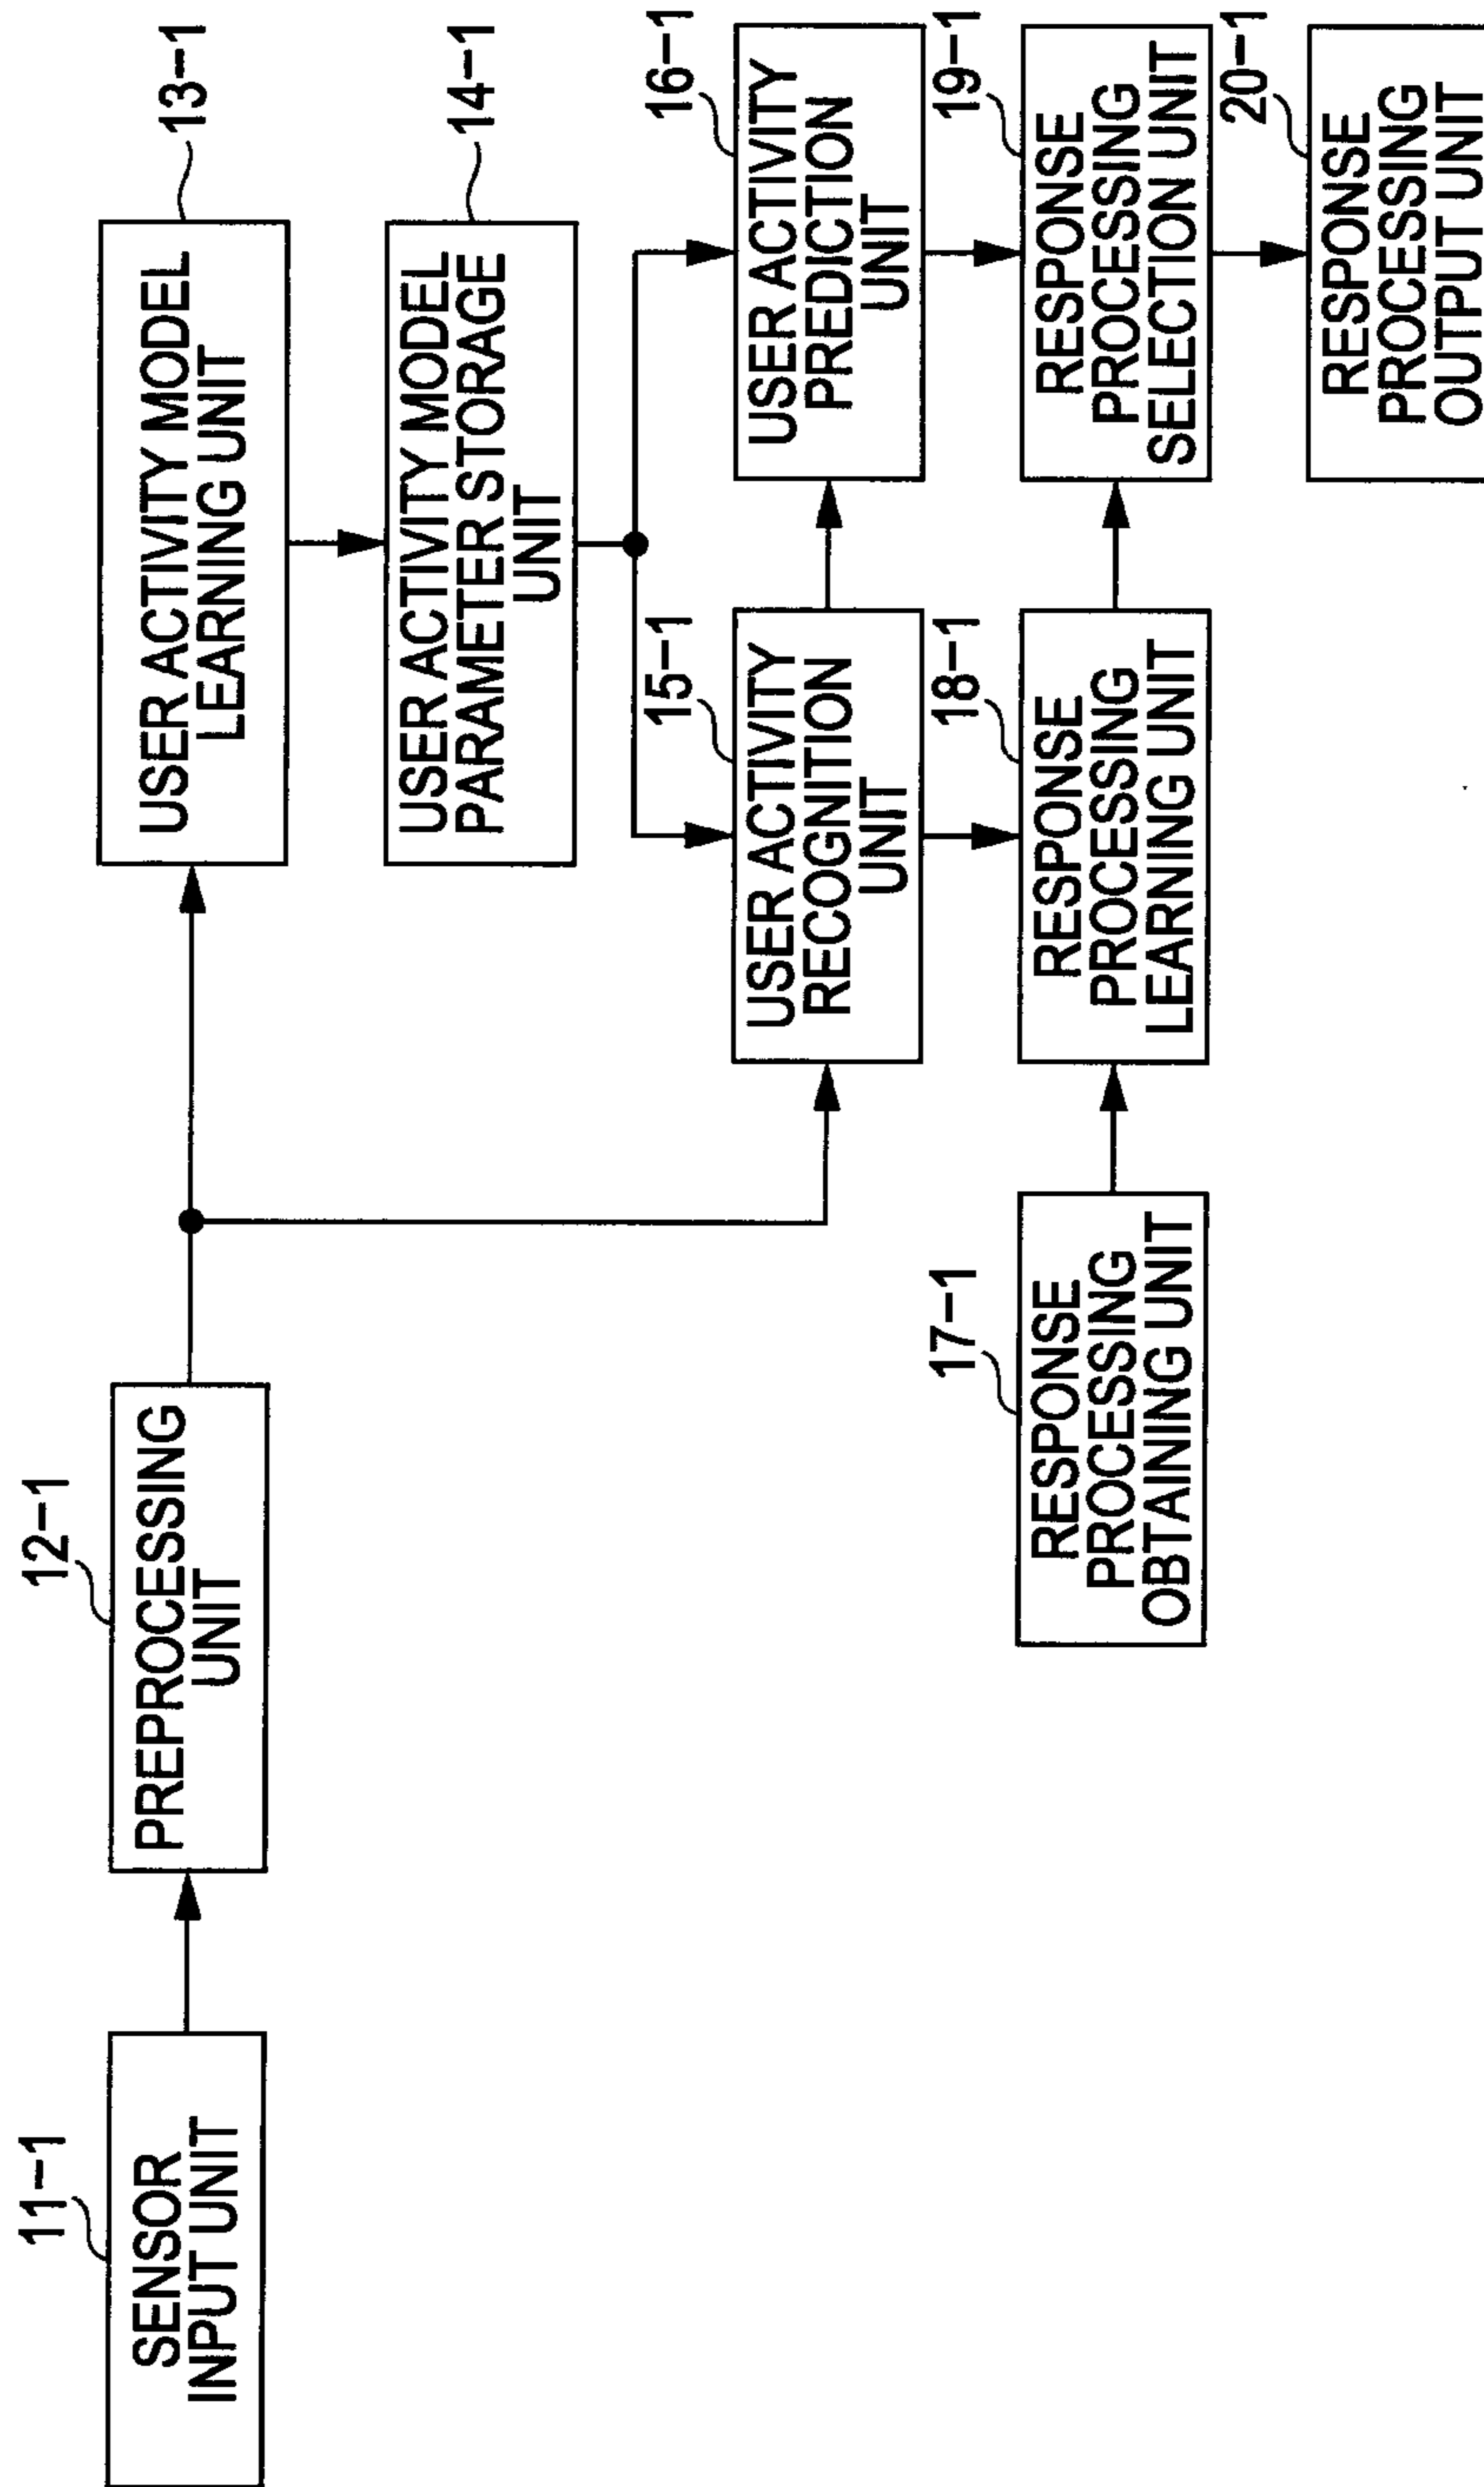 11-1
SENSOR
INPUT UNIT
12-1
PREPROCESSING
UNIT
13-1
USER ACTIVITY MODEL
LEARNING UNIT
14-1
USER ACTIVITY MODEL
PARAMETER STORAGE
UNIT
15-1
USER ACTIVITY
RECOGNITION
UNIT
16-1
USER ACTIVITY
PREDICTION
UNIT
17-1
RESPONSE
PROCESSING
OBTAINING UNIT
18-1
RESPONSE
PROCESSING
LEARNING UNIT
19-1
RESPONSE
PROCESSING
SELECTION UNIT
20-1
RESPONSE
PROCESSING
OUTPUT UNIT